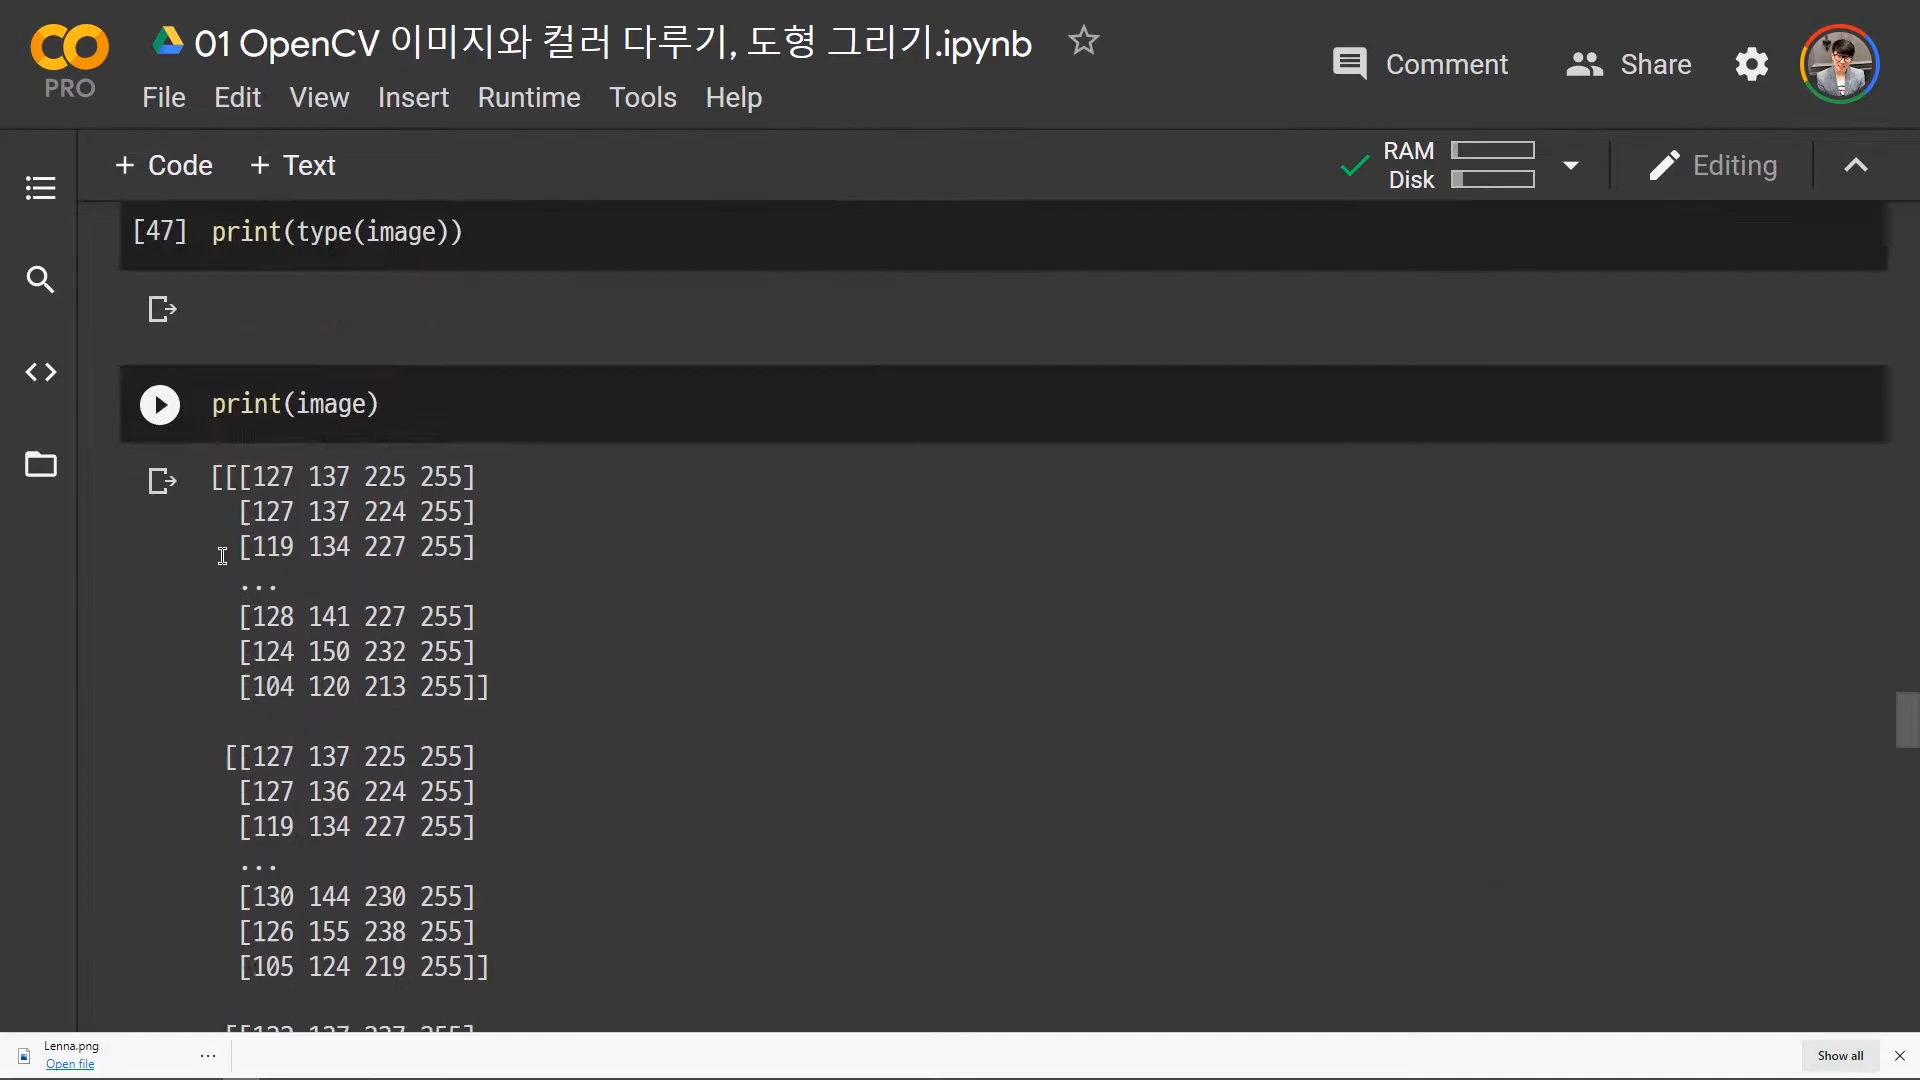 PRO
01 OpenCV 이미지와 컬러 다루기, 도형 그리기.ipynb
File Edit View Insert Runtime Tools Help
Comment
Share
+ Code + Text
RAM
Disk
Editing
[47] print(type(image))
print(image)
[[[127 137 225 255]
[127 137 224 255]
[119 134 227 255]
...
[128 141 227 255]
[124 150 232 255]
[104 120 213 255]]
[[127 137 225 255]
[127 136 224 255]
[119 134 227 255]
...
[130 144 230 255]
[126 155 238 255]
[105 124 219 255]]
Lenna.png
Open file
Show all